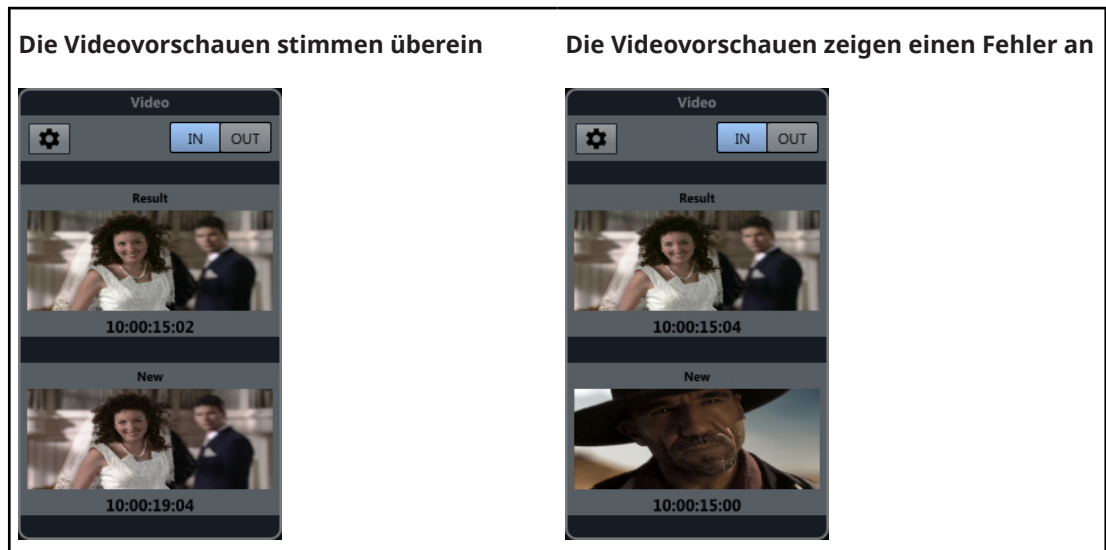 Die Videovorschauen stimmen überein
Video
IN OUT
Result
10:00:15:02
New
10:00:19:04
Die Videovorschauen zeigen einen Fehler an
Video
IN OUT
Result
10:00:15:04
New
10:00:15:00